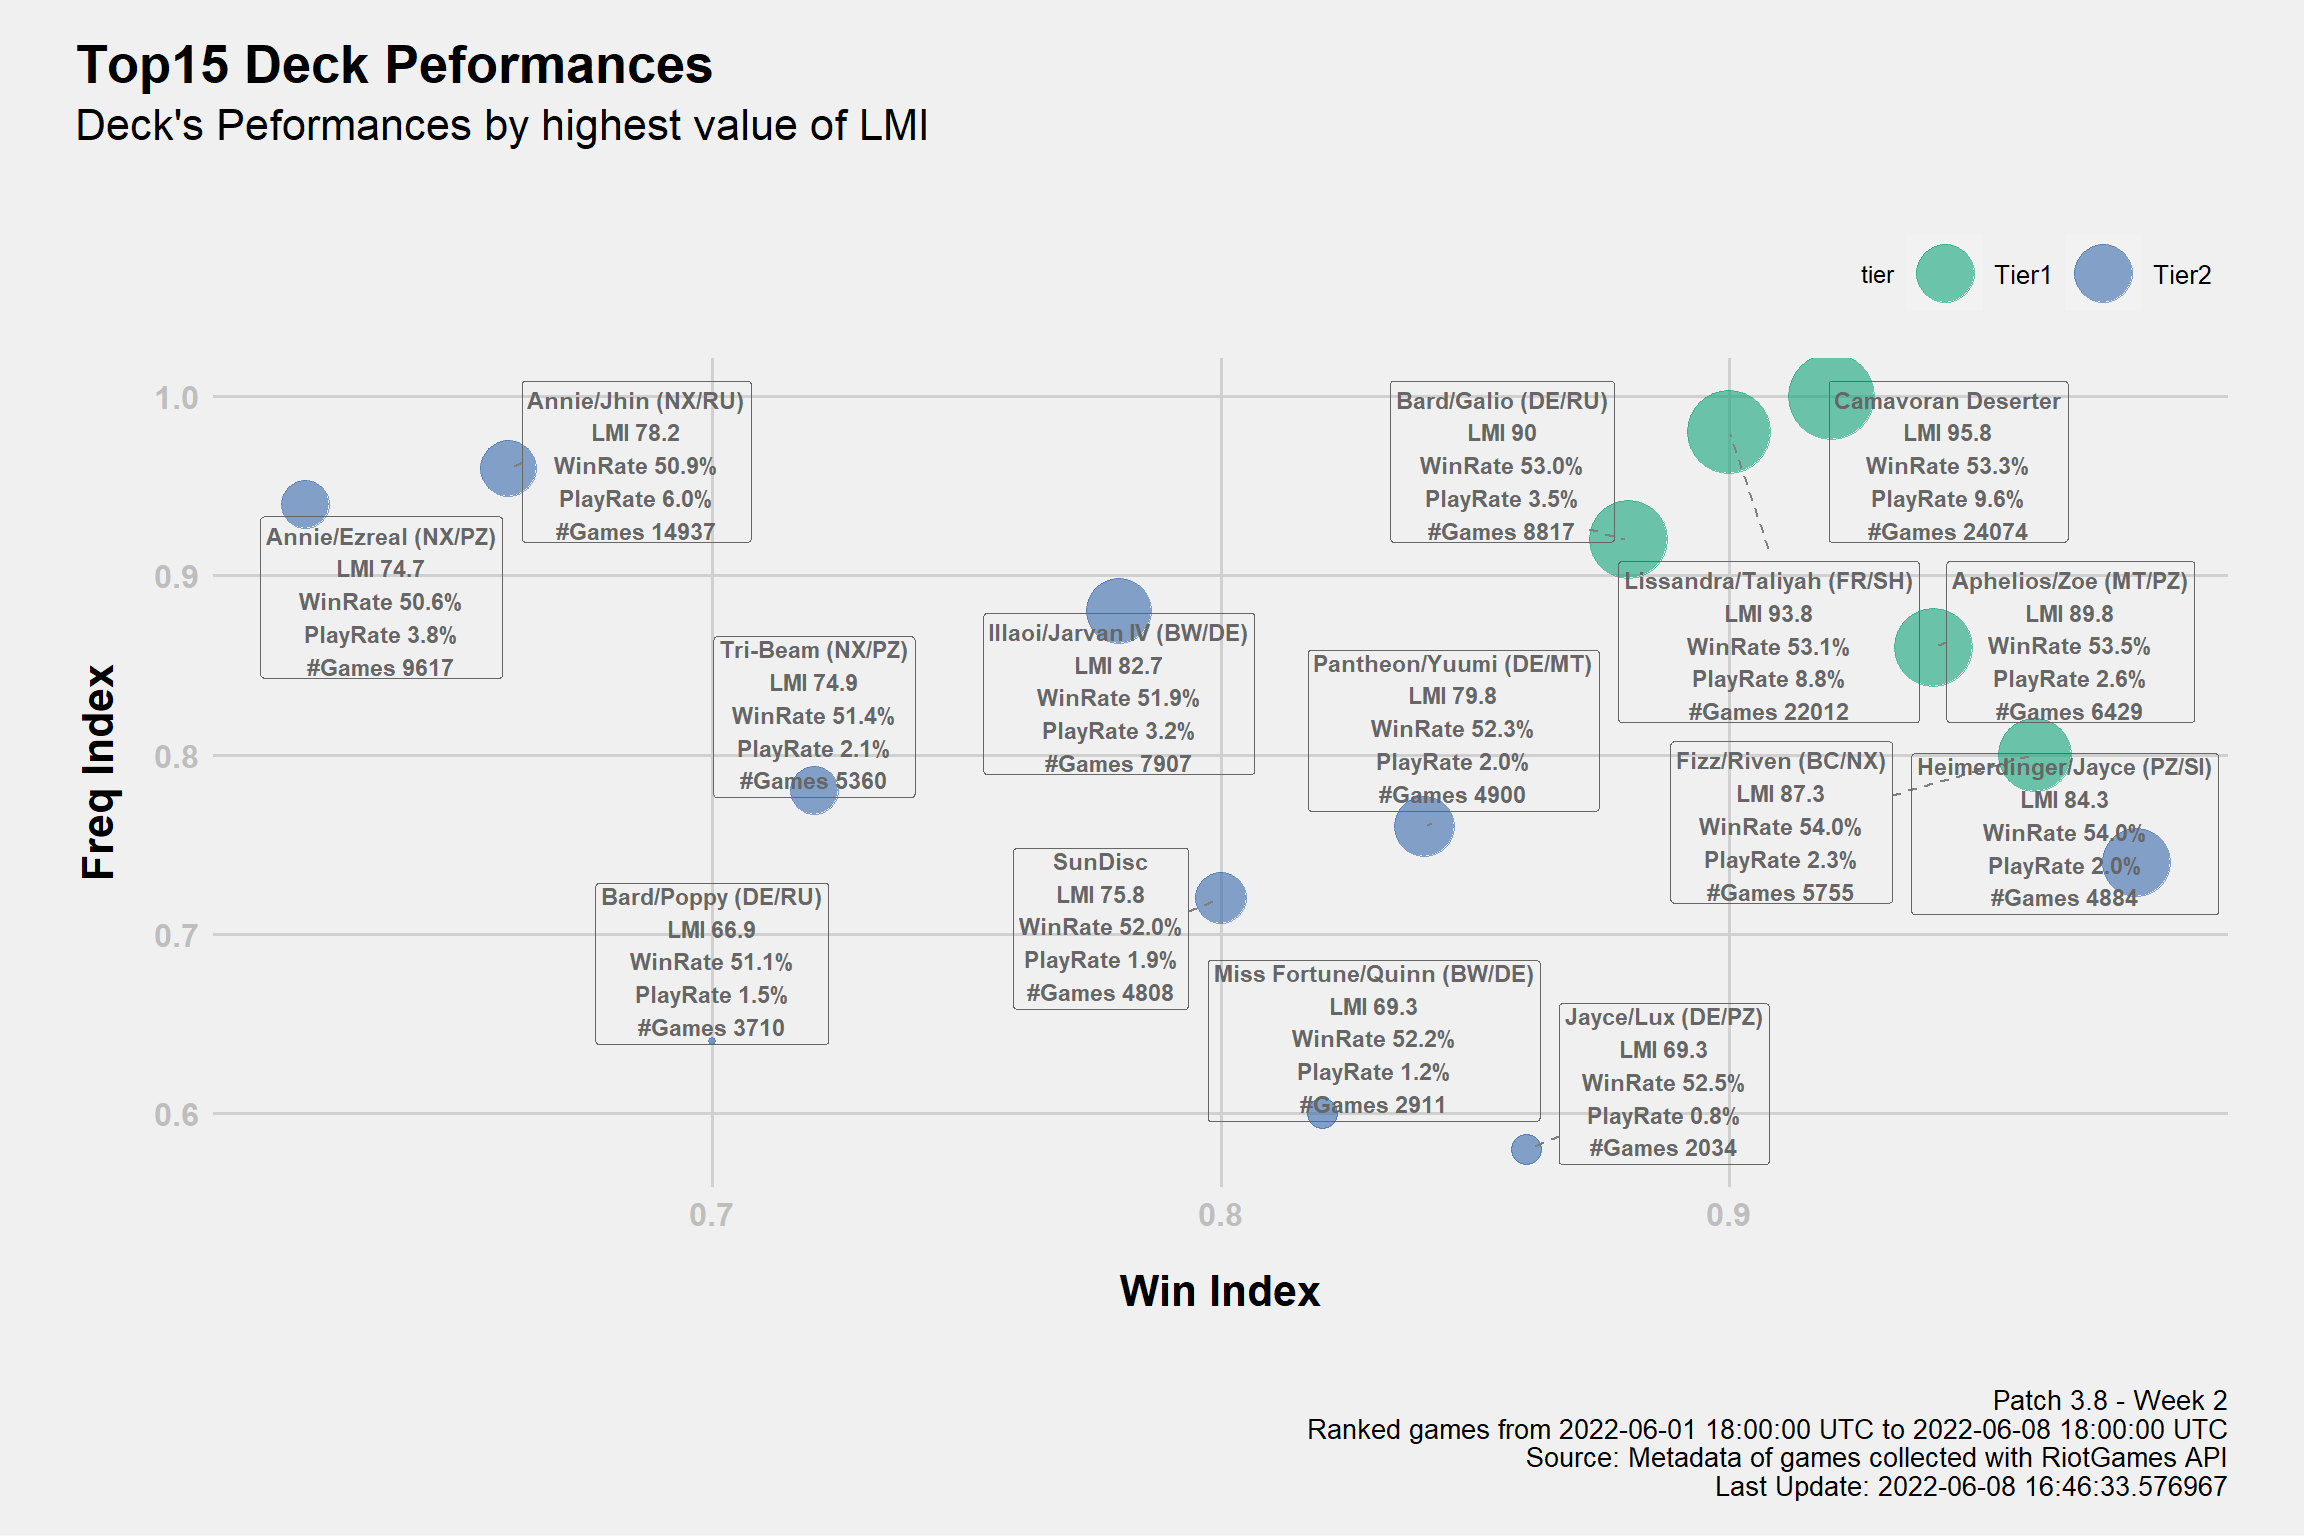 Top15 Deck Peformances
Deck's Peformances by highest value of LMI
tier Tier1 Tier2
Freq Index
1.0
0.9
0.8
0.7
0.6
Annie/Jhin (NX/RU)
LMI 78.2
WinRate 50.9%
PlayRate 6.0%
#Games 14937
Bard/Galio (DE/RU)
LMI 90
WinRate 53.0%
PlayRate 3.5%
#Games 8817
Camavoran Deserter
LMI 95.8
WinRate 53.3%
PlayRate 9.6%
#Games 24074
Annie/Ezreal (NX/PZ)
LMI 74.7
WinRate 50.6%
PlayRate 3.8%
#Games 9617
Lissandra/Taliyah (FR/SH)
LMI 93.8
WinRate 53.1%
PlayRate 8.8%
#Games 22012
Aphelios/Zoe (MT/PZ)
LMI 89.8
WinRate 53.5%
PlayRate 2.6%
#Games 6429
Illaoi/Jarvan IV (BW/DE)
LMI 82.7
WinRate 51.9%
PlayRate 3.2%
#Games 7907
Tri-Beam (NX/PZ)
LMI 74.9
WinRate 51.4%
PlayRate 2.1%
#Games 5360
Pantheon/Yuumi (DE/MT)
LMI 79.8
WinRate 52.3%
PlayRate 2.0%
#Games 4900
Fizz/Riven (BC/NX)
LMI 87.3
WinRate 54.0%
PlayRate 2.3%
#Games 5755
Heimerdinger/Jayce (PZ/SI)
LMI 84.3
WinRate 54.0%
PlayRate 2.0%
#Games 4884
SunDisc
LMI 75.8
WinRate 52.0%
PlayRate 1.9%
#Games 4808
Bard/Poppy (DE/RU)
LMI 66.9
WinRate 51.1%
PlayRate 1.5%
#Games 3710
Miss Fortune/Quinn (BW/DE)
LMI 69.3
WinRate 52.2%
PlayRate 1.2%
#Games 2911
Jayce/Lux (DE/PZ)
LMI 69.3
WinRate 52.5%
PlayRate 0.8%
#Games 2034
0.7 0.8 0.9
Win Index
Patch 3.8 - Week 2
Ranked games from 2022-06-01 18:00:00 UTC to 2022-06-08 18:00:00 UTC
Source: Metadata of games collected with RiotGames API
Last Update: 2022-06-08 16:46:33.576967